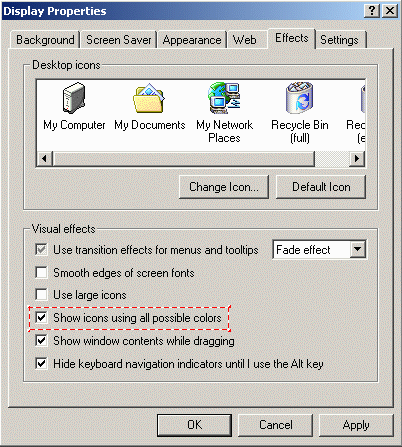 Display Properties
Background Screen Saver Appearance Web Effects Settings
Desktop icons
My Computer My Documents My Network Places Recycle Bin (full)
Change Icon... Default Icon
Visual effects
Use transition effects for menus and tooltips Fade effect
Smooth edges of screen fonts
Use large icons
Show icons using all possible colors
Show window contents while dragging
Hide keyboard navigation indicators until I use the Alt key
OK Cancel Apply